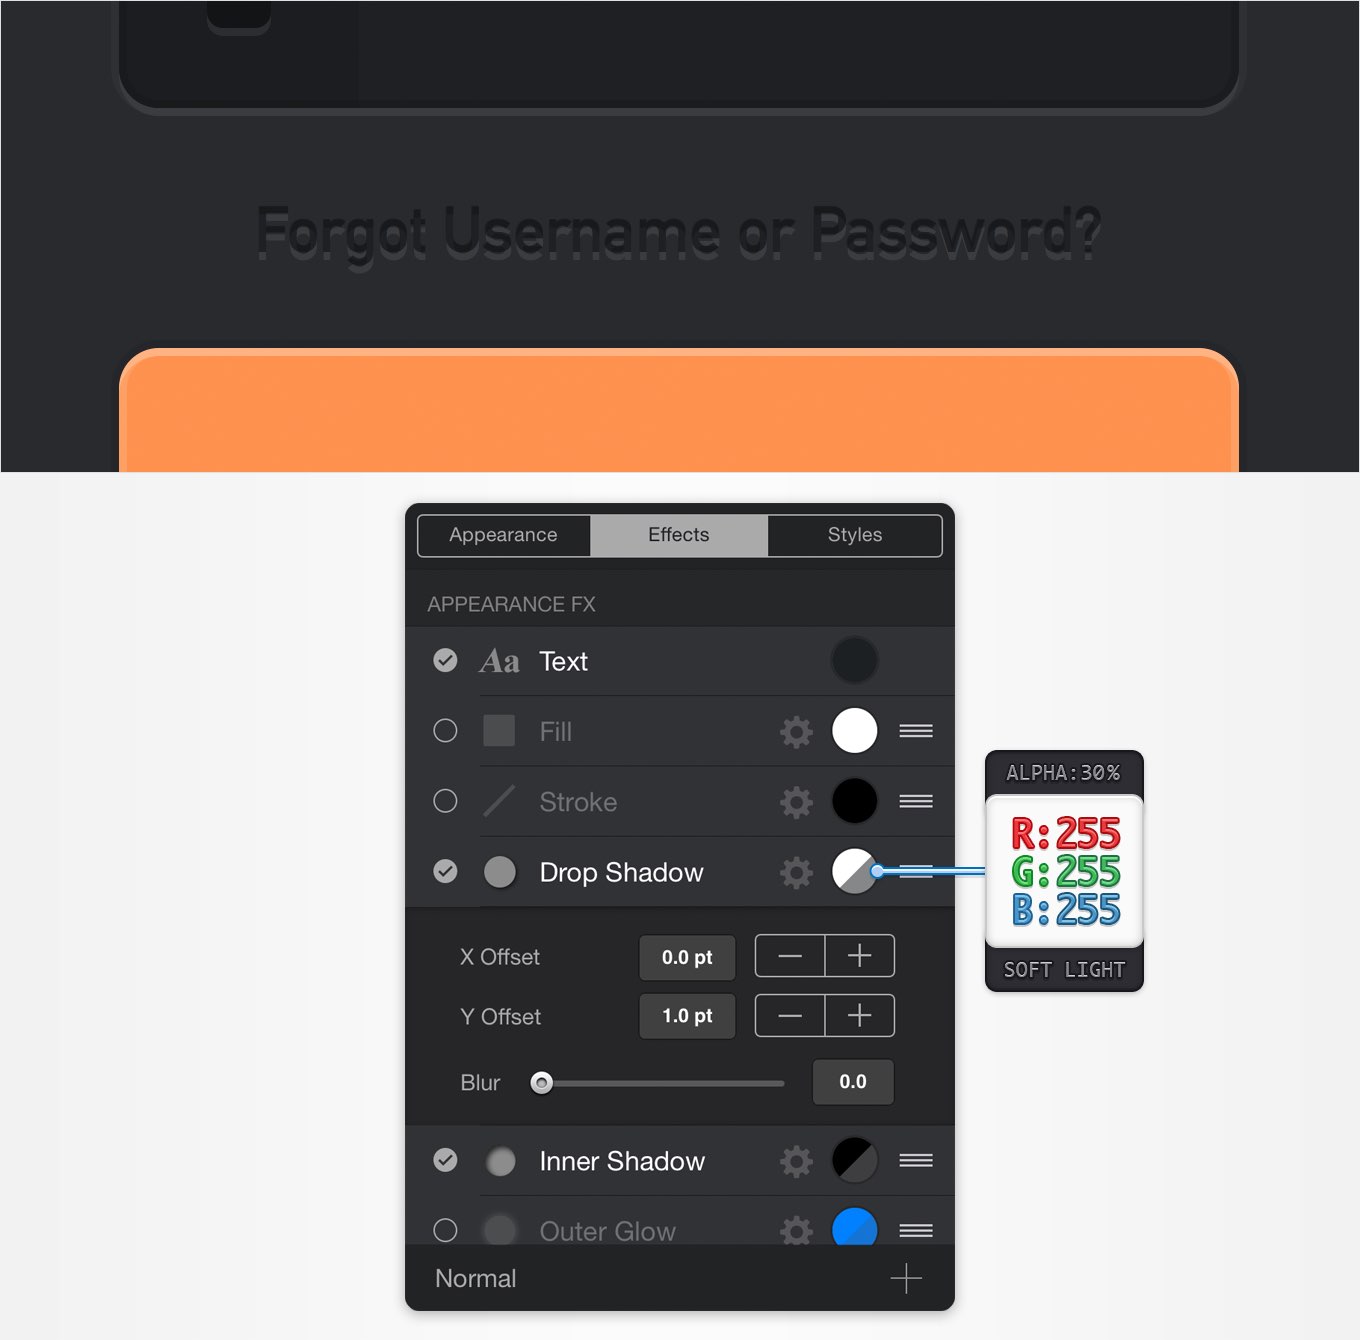 Forgot Username or Password?
Appearance
Effects
Styles
APPEARANCE FX
Aa Text
Fill
Stroke
Drop Shadow
X Offset 0.0 pt
Y Offset 1.0 pt
Blur 0.0
Inner Shadow
Outer Glow
Normal
ALPHA:30%
R:255
G:255
B:255
SOFT LIGHT